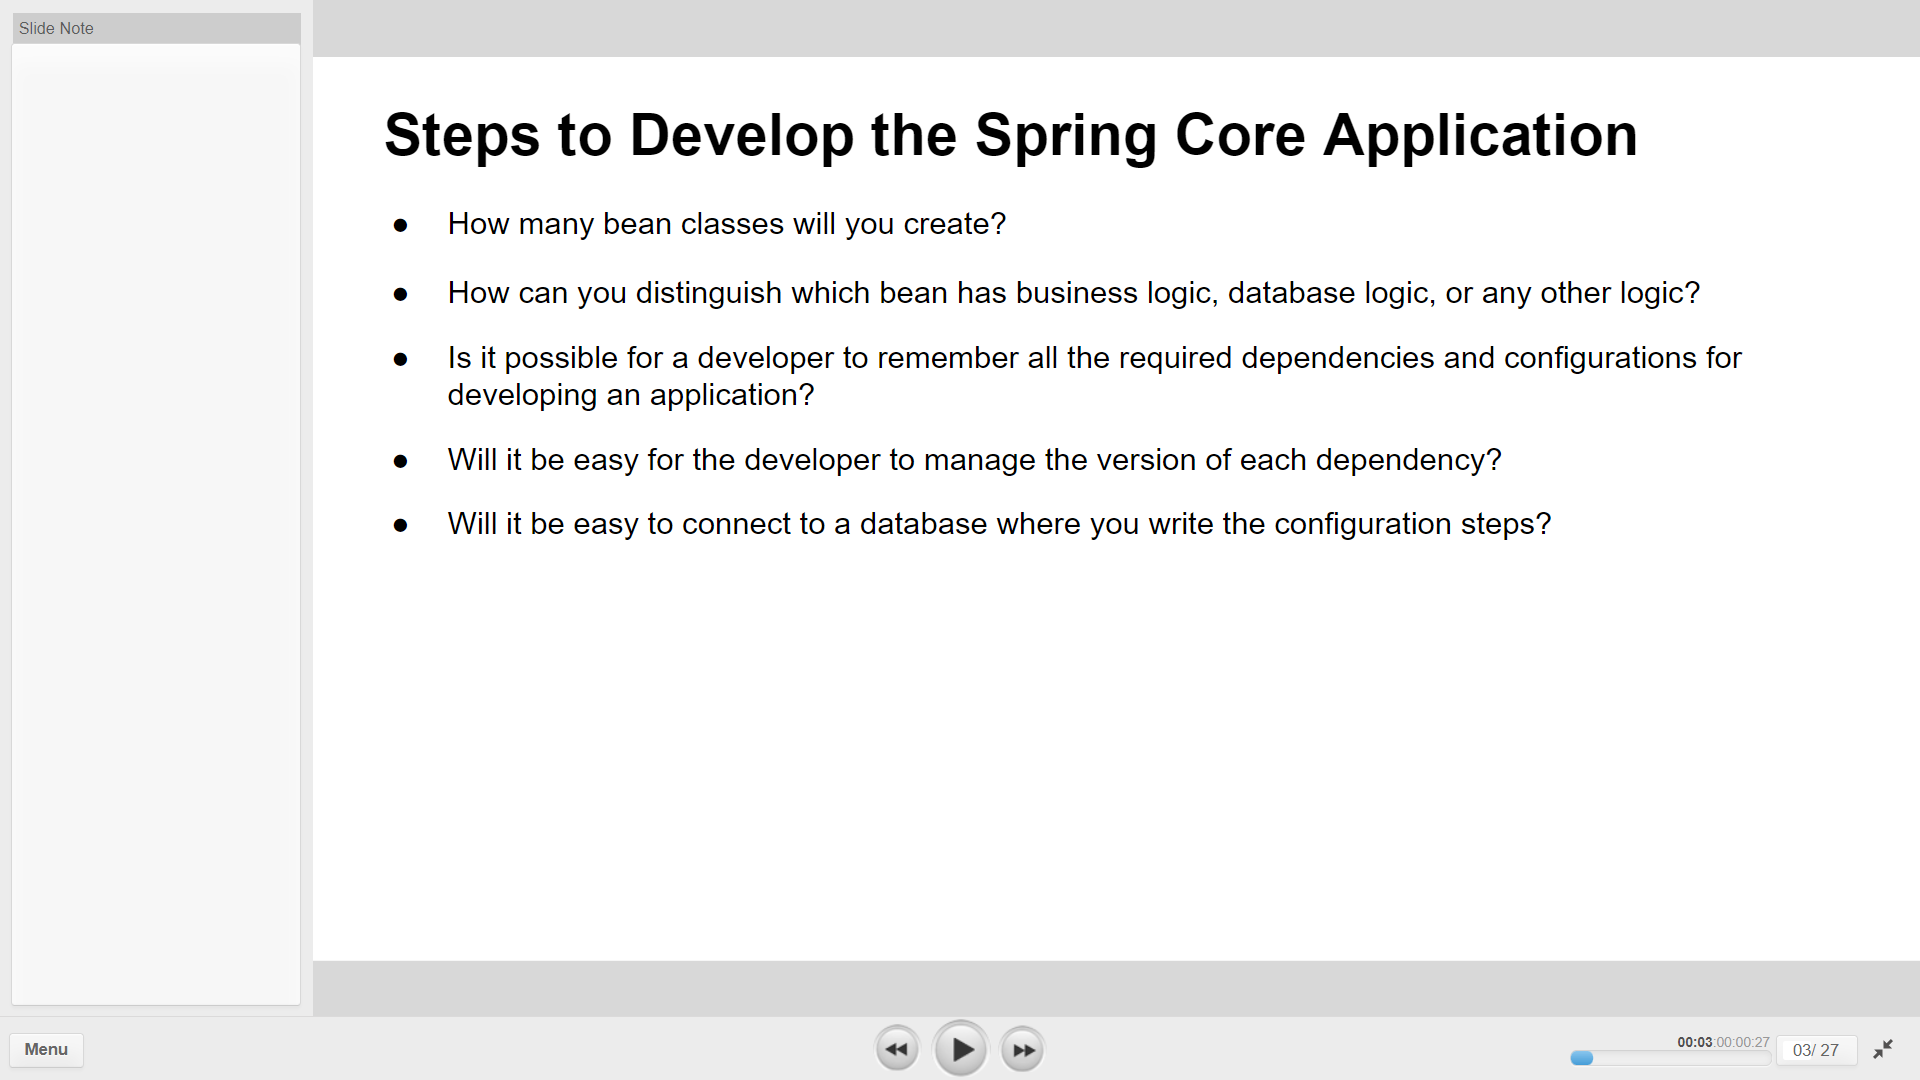 Slide Note
Steps to Develop the Spring Core Application
● How many bean classes will you create?
● How can you distinguish which bean has business logic, database logic, or any other logic?
● Is it possible for a developer to remember all the required dependencies and configurations for
developing an application?
● Will it be easy for the developer to manage the version of each dependency?
● Will it be easy to connect to a database where you write the configuration steps?
Menu
00:03:00:00:27
03/ 27